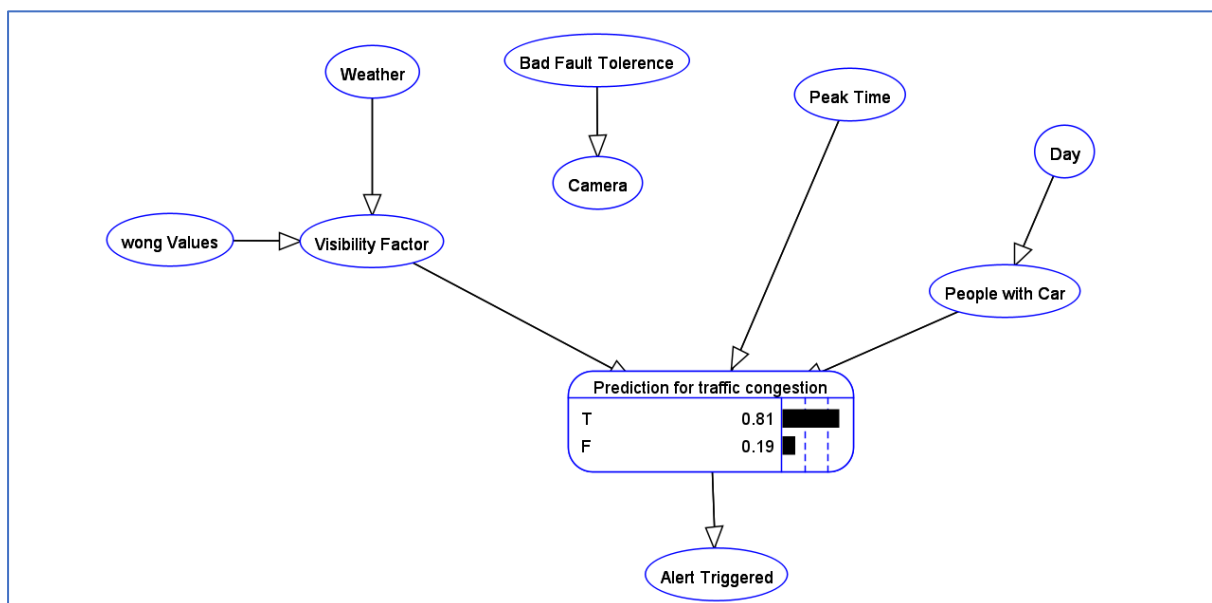 Weather
Bad Fault Tolerence
Peak Time
Day
Camera
wong Values
Visibility Factor
People with Car
Prediction for traffic congestion
T 0.81
F 0.19
Alert Triggered